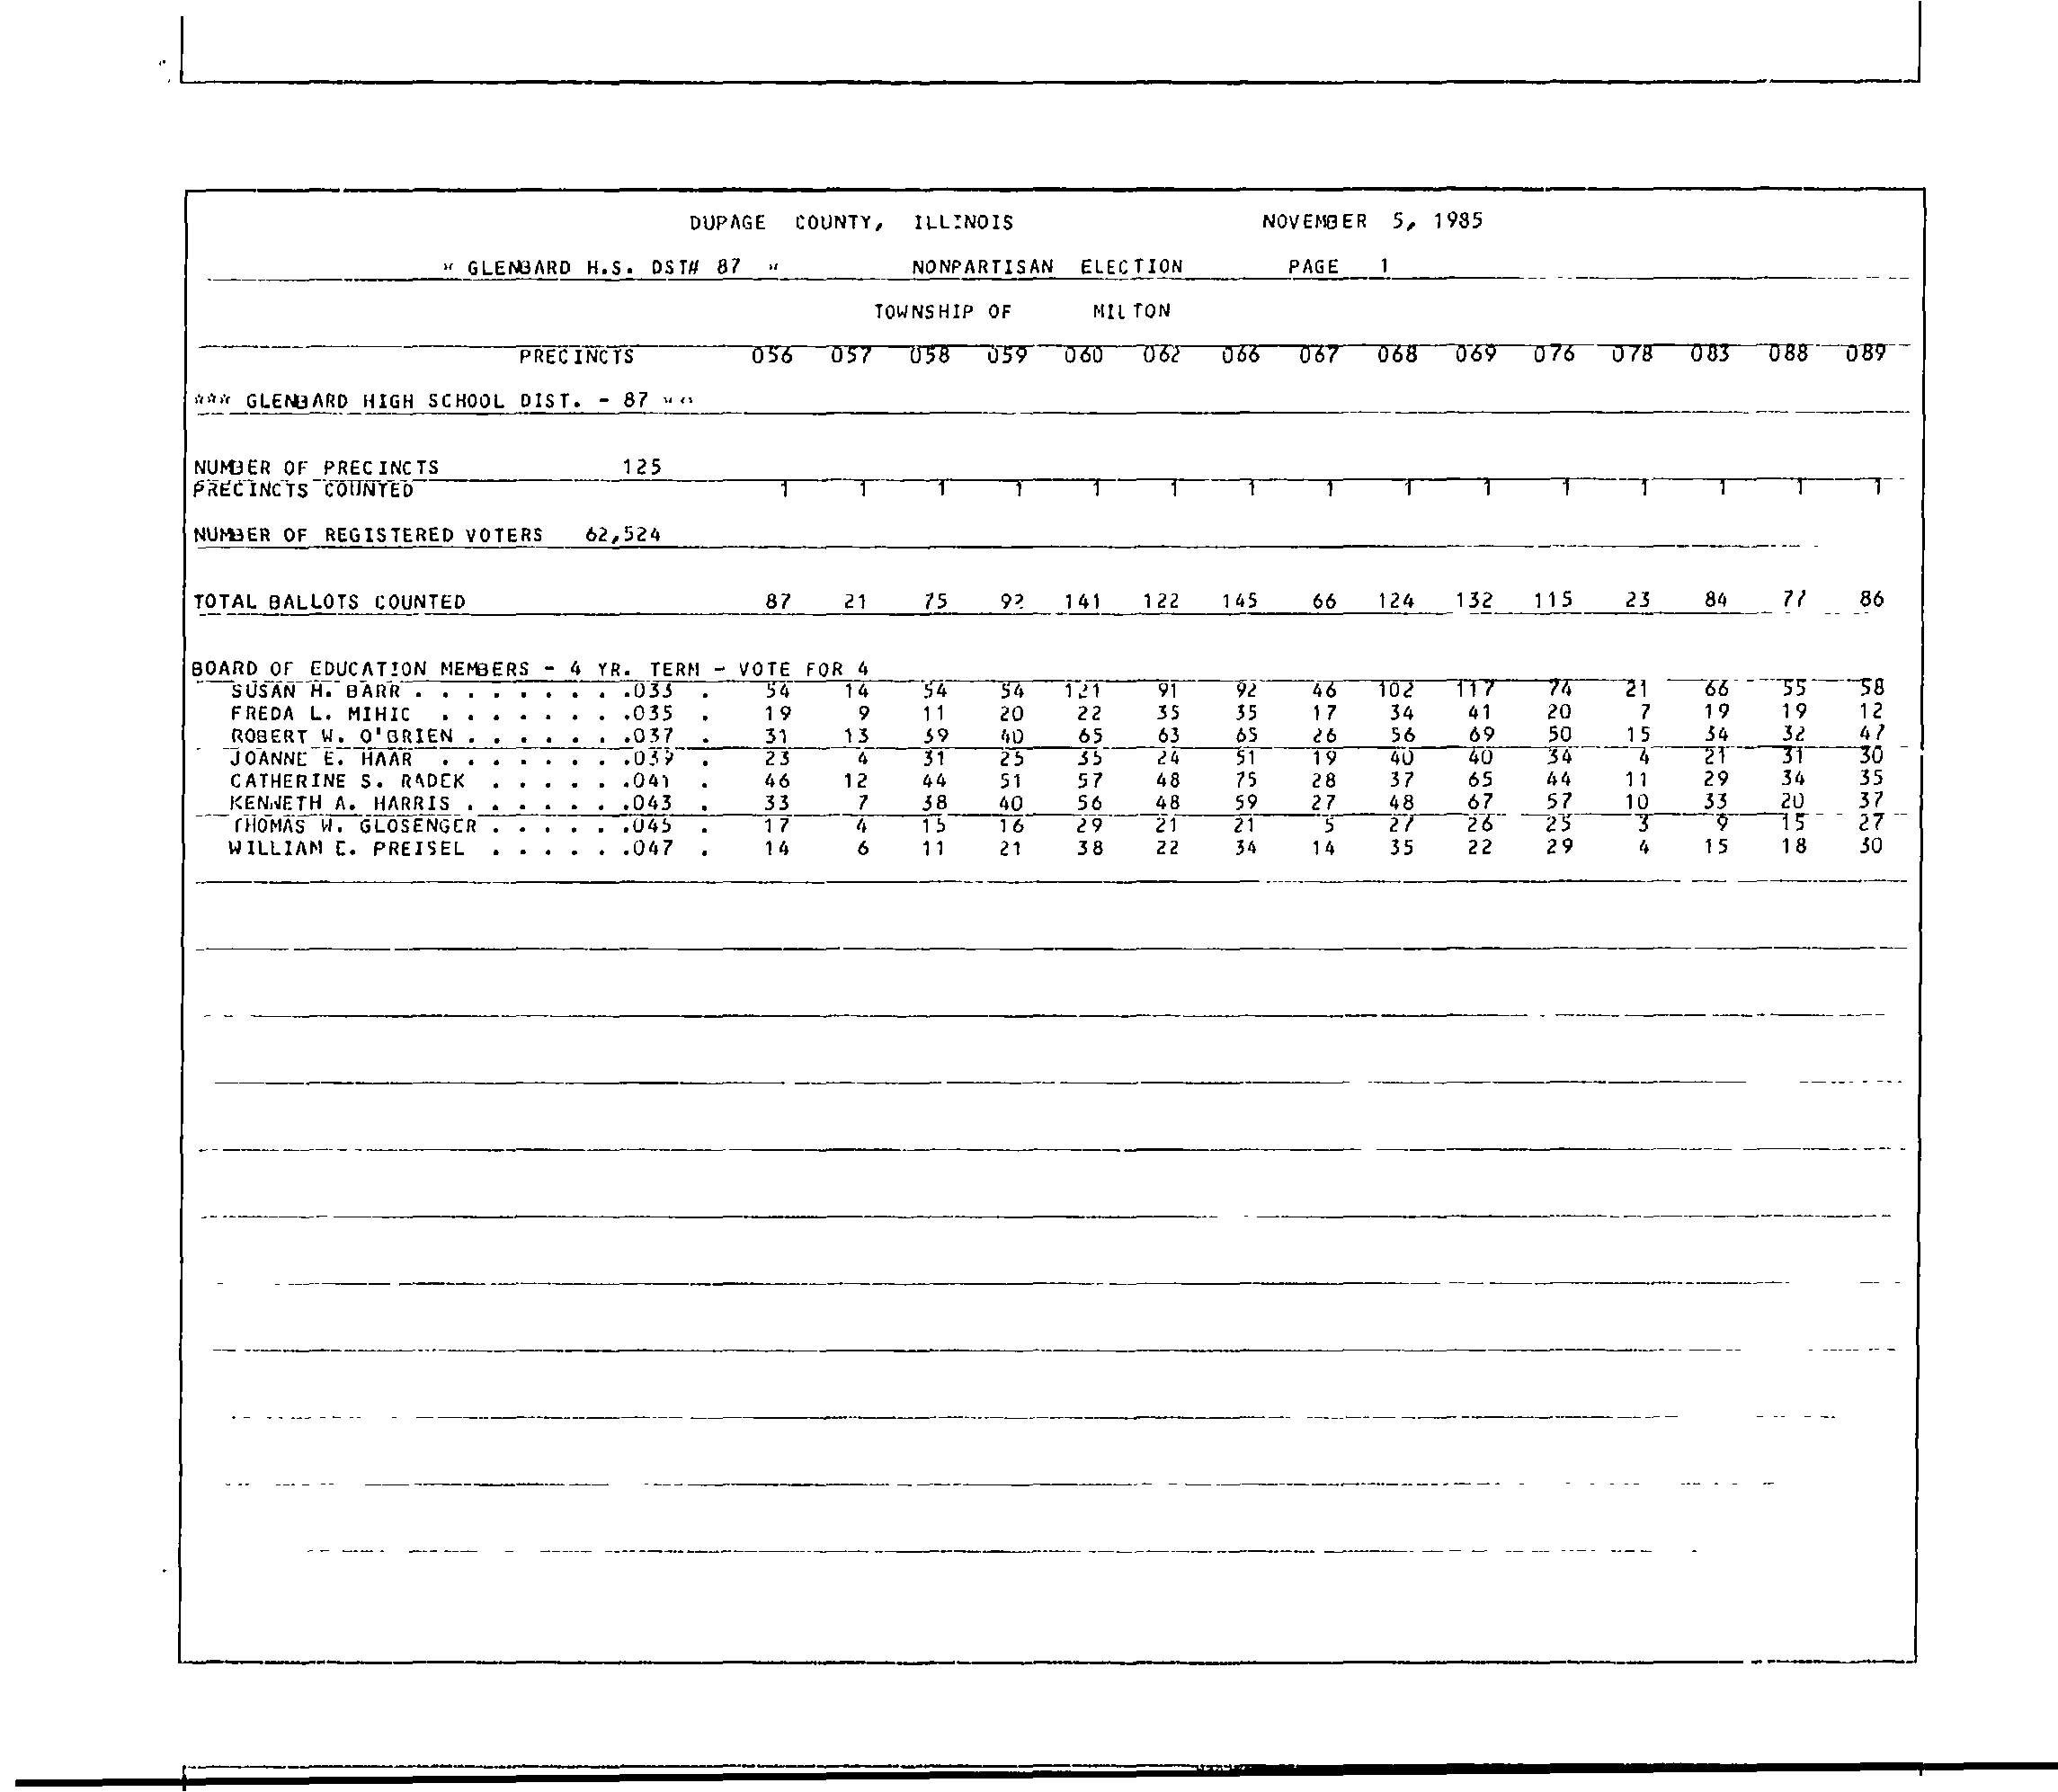 DUPAGE COUNTY, ILLINOIS NOVEMBER 5, 1985
* GLENBARD H.S. DST# 87 * NONPARTISAN ELECTION PAGE 1
TOWNSHIP OF MILTON
PRECINCTS 056 057 058 059 060 062 066 067 068 069 076 078 083 088 089
*** GLENBARD HIGH SCHOOL DIST. - 87 **
NUMBER OF PRECINCTS 125
PRECINCTS COUNTED 1 1 1 1 1 1 1 1 1 1 1 1 1 1 1
NUMBER OF REGISTERED VOTERS 62,524
TOTAL BALLOTS COUNTED 87 21 75 92 141 122 145 66 124 132 115 23 84 77 86
BOARD OF EDUCATION MEMBERS - 4 YR. TERM - VOTE FOR 4
SUSAN H. BARR . . . . . . . . .033 . 54 14 54 54 121 91 92 46 102 117 74 21 66 55 58
FREDA L. MIHIC . . . . . . . .035 . 19 9 11 20 22 35 35 17 34 41 20 7 19 19 12
ROBERT W. O'BRIEN . . . . . . .037 . 31 13 39 40 65 63 65 26 56 69 50 15 34 32 47
JOANNE E. HAAR . . . . . . . .039 . 23 4 31 25 35 24 51 19 40 40 34 4 21 31 30
CATHERINE S. RADEK . . . . . .041 . 46 12 44 51 57 48 75 28 37 65 44 11 29 34 35
KENNETH A. HARRIS . . . . . . .043 . 33 7 38 40 56 48 59 27 48 67 57 10 33 20 37
THOMAS W. GLOSENGER . . . . . .045 . 17 4 15 16 29 21 21 5 27 26 25 3 9 15 27
WILLIAM E. PREISEL . . . . . .047 . 14 6 11 21 38 22 34 14 35 22 29 4 15 18 30